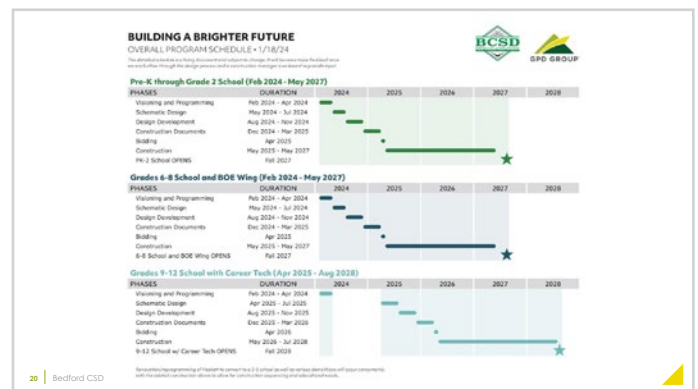 BUILDING A BRIGHTER FUTURE
OVERALL PROGRAM SCHEDULE • 1/18/24
BCSD
GPD GROUP
Pre-K through Grade 2 School (Feb 2024 - May 2027)
PHASES DURATION 2024 2025 2026 2027 2028
Visioning and Programming Feb 2024 - Apr 2024
Schematic Design May 2024 - Jul 2024
Design Development Aug 2024 - Nov 2024
Construction Documents Dec 2024 - Mar 2025
Bidding Apr 2025
Construction May 2025 - May 2027
PK-2 School OPENS Fall 2027
Grades 6-8 School and BOE Wing (Feb 2024 - May 2027)
PHASES DURATION 2024 2025 2026 2027 2028
Visioning and Programming Feb 2024 - Apr 2024
Schematic Design May 2024 - Jul 2024
Design Development Aug 2024 - Nov 2024
Construction Documents Dec 2024 - Mar 2025
Bidding Apr 2025
Construction May 2025 - May 2027
6-8 School and BOE Wing OPENS Fall 2027
Grades 9-12 School with Career Tech (Apr 2025 - Aug 2028)
PHASES DURATION 2024 2025 2026 2027 2028
Visioning and Programming Feb 2024 - Apr 2024
Schematic Design Apr 2025 - Jul 2025
Design Development Aug 2025 - Nov 2025
Construction Documents Dec 2025 - Mar 2026
Bidding Apr 2026
Construction May 2026 - Jul 2028
9-12 School w/ Career Tech OPENS Fall 2028
20 Bedford CSD